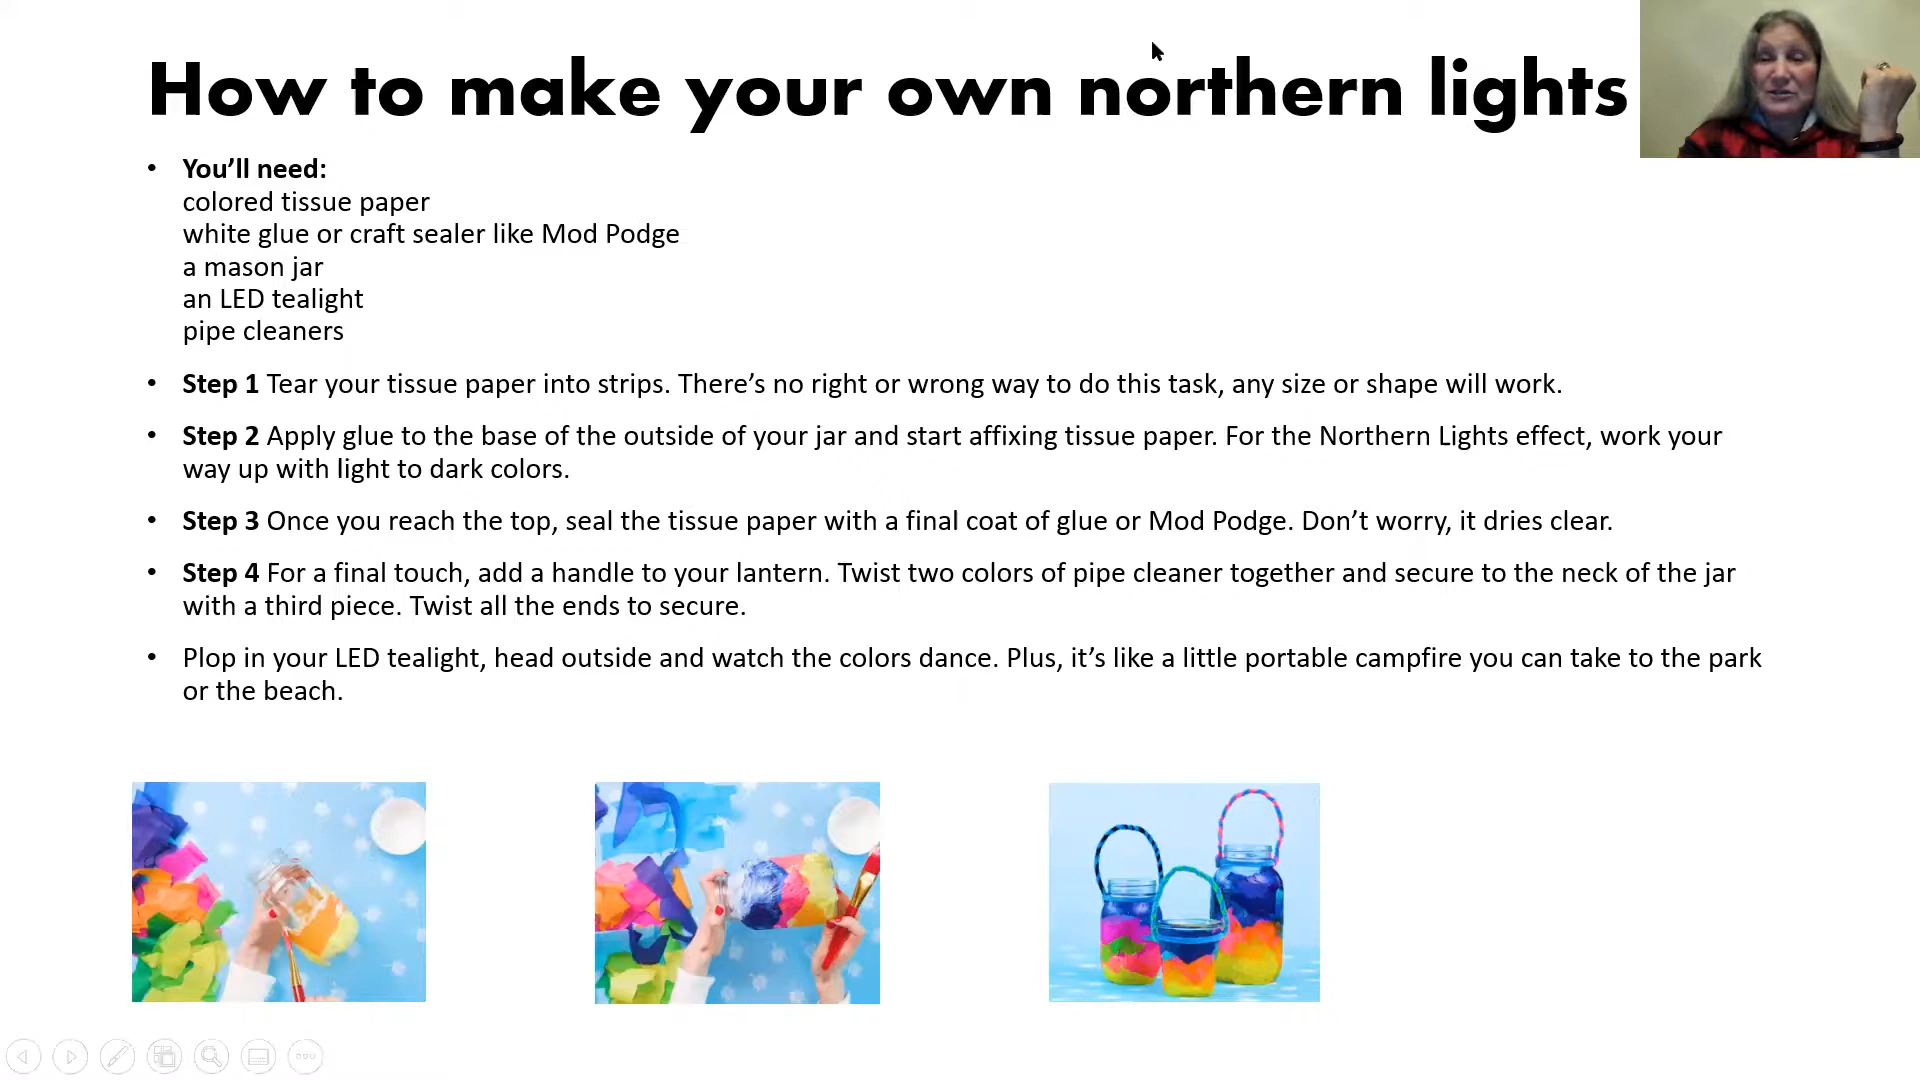 How to make your own northern lights
• You’ll need:
colored tissue paper
white glue or craft sealer like Mod Podge
a mason jar
an LED tealight
pipe cleaners
• Step 1 Tear your tissue paper into strips. There’s no right or wrong way to do this task, any size or shape will work.
• Step 2 Apply glue to the base of the outside of your jar and start affixing tissue paper. For the Northern Lights effect, work your
way up with light to dark colors.
• Step 3 Once you reach the top, seal the tissue paper with a final coat of glue or Mod Podge. Don’t worry, it dries clear.
• Step 4 For a final touch, add a handle to your lantern. Twist two colors of pipe cleaner together and secure to the neck of the jar
with a third piece. Twist all the ends to secure.
• Plop in your LED tealight, head outside and watch the colors dance. Plus, it’s like a little portable campfire you can take to the park
or the beach.